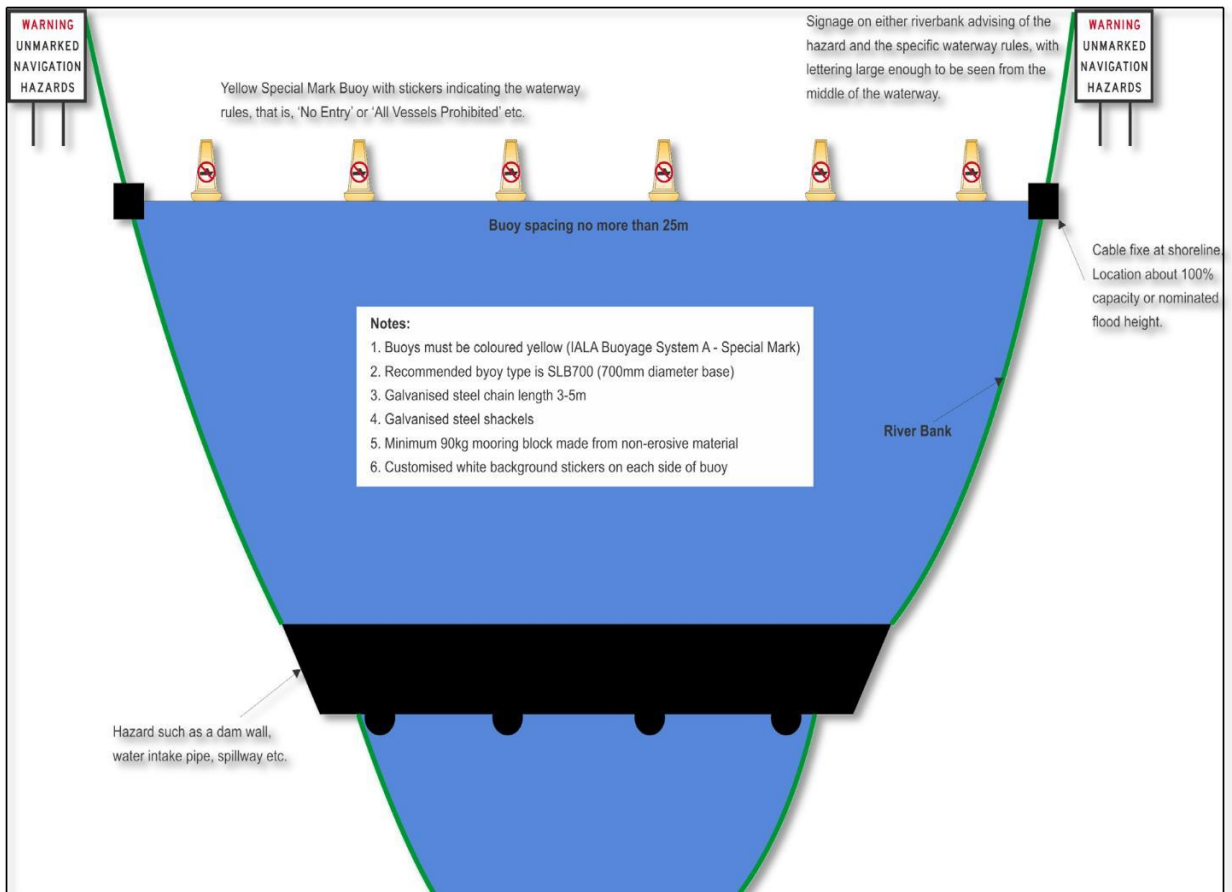 WARNING
UNMARKED
NAVIGATION
HAZARDS
Yellow Special Mark Buoy with stickers indicating the waterway
rules, that is, ‘No Entry’ or ‘All Vessels Prohibited’ etc.
Signage on either riverbank advising of the
hazard and the specific waterway rules, with
lettering large enough to be seen from the
middle of the waterway.
WARNING
UNMARKED
NAVIGATION
HAZARDS
Buoy spacing no more than 25m
Cable fixe at shoreline.
Location about 100%
capacity or nominated
flood height.
Notes:
1. Buoys must be coloured yellow (IALA Buoyage System A - Special Mark)
2. Recommended byoy type is SLB700 (700mm diameter base)
3. Galvanised steel chain length 3-5m
4. Galvanised steel shackels
5. Minimum 90kg mooring block made from non-erosive material
6. Customised white background stickers on each side of buoy
River Bank
Hazard such as a dam wall,
water intake pipe, spillway etc.